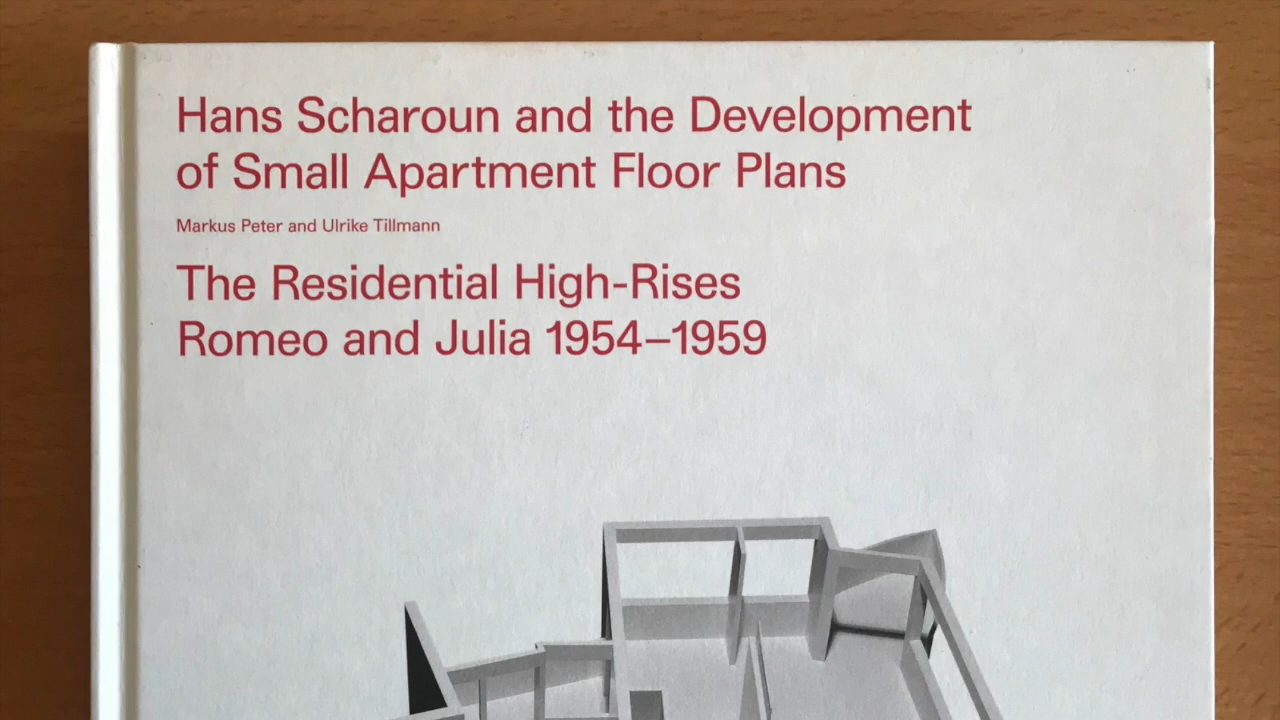 Hans Scharoun and the Development
of Small Apartment Floor Plans
Markus Peter and Ulrike Tillmann
The Residential High-Rises
Romeo and Julia 1954–1959